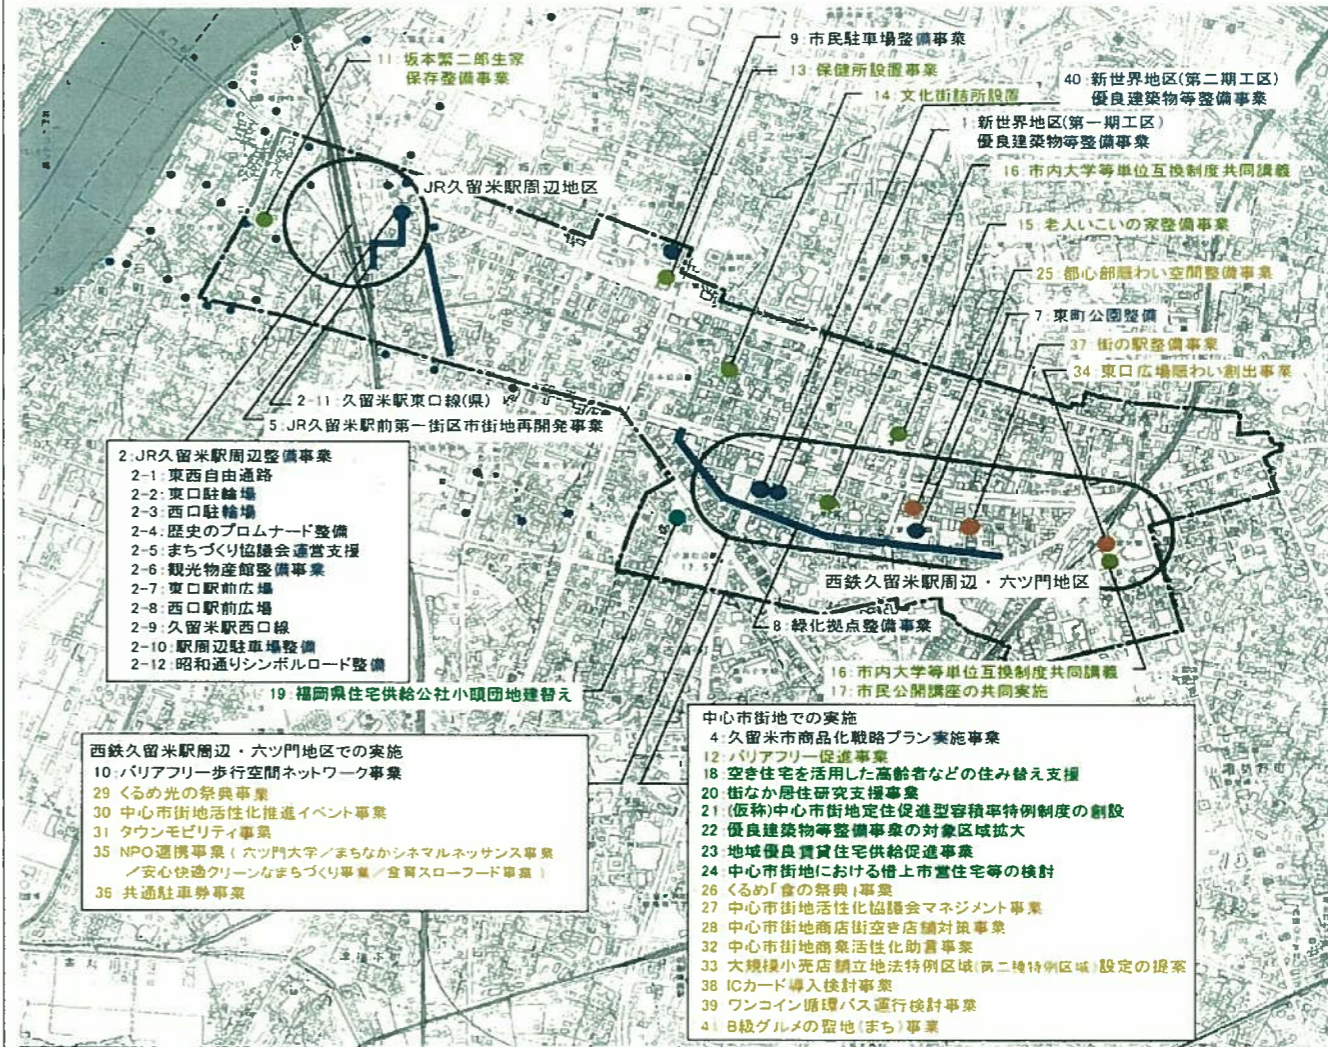 9:市民駐車場整備事業
11:坂本繁二郎生家
保存整備事業
13:保健所設置事業
40:新世界地区(第二期工区)
優良建築物等整備事業
14:文化街詰所設置
1:新世界地区(第一期工区)
優良建築物等整備事業
16:市内大学等単位互換制度共同講義
JR久留米駅周辺地区
15:老人いこいの家整備事業
25:都心部賑わい空間整備事業
7:東町公園整備
37:街の駅整備事業
34:東口広場賑わい創出事業
2-11:久留米駅東口線(県)
5:JR久留米駅前第一街区市街地再開発事業
2:JR久留米駅周辺整備事業
2-1:東西自由通路
2-2:東口駐輪場
2-3:西口駐輪場
2-4:歴史のプロムナード整備
2-5:まちづくり協議会運営支援
2-6:観光物産館整備事業
2-7:東口駅前広場
2-8:西口駅前広場
2-9:久留米駅西口線
2-10:駅周辺駐車場整備
2-12:昭和通りシンボルロード整備
西鉄久留米駅周辺・六ツ門地区
8:緑化拠点整備事業
16:市内大学等単位互換制度共同講義
17:市民公開講座の共同実施
19:福岡県住宅供給公社小頭団地建替え
西鉄久留米駅周辺・六ツ門地区での実施
10:バリアフリー歩行空間ネットワーク事業
29 くるめ光の祭典事業
30 中心市街地活性化推進イベント事業
31 タウンモビリティ事業
35 NPO連携事業(六ツ門大学/まちなかシネマルネッサンス事業
/安心快適クリーンなまちづくり事業/食育スローフード事業)
36 共通駐車券事業
中心市街地での実施
4:久留米市商品化戦略プラン実施事業
12:バリアフリー促進事業
18 空き住宅を活用した高齢者などの住み替え支援
20 街なか居住研究支援事業
21 (仮称)中心市街地定住促進型容積率特例制度の創設
22 優良建築物等整備事業の対象区域拡大
23 地域優良賃貸住宅供給促進事業
24 中心市街地における借上市営住宅等の検討
26 くるめ「食の祭典」事業
27 中心市街地活性化協議会マネジメント事業
28 中心市街地商店街空き店舗対策事業
32 中心市街地商業活性化助言事業
33 大規模小売店舗立地法特例区域(第二種特例区域)設定の提案
38 ICカード導入検討事業
39 ワンコイン循環バス運行検討事業
41 B級グルメの聖地(まち)事業